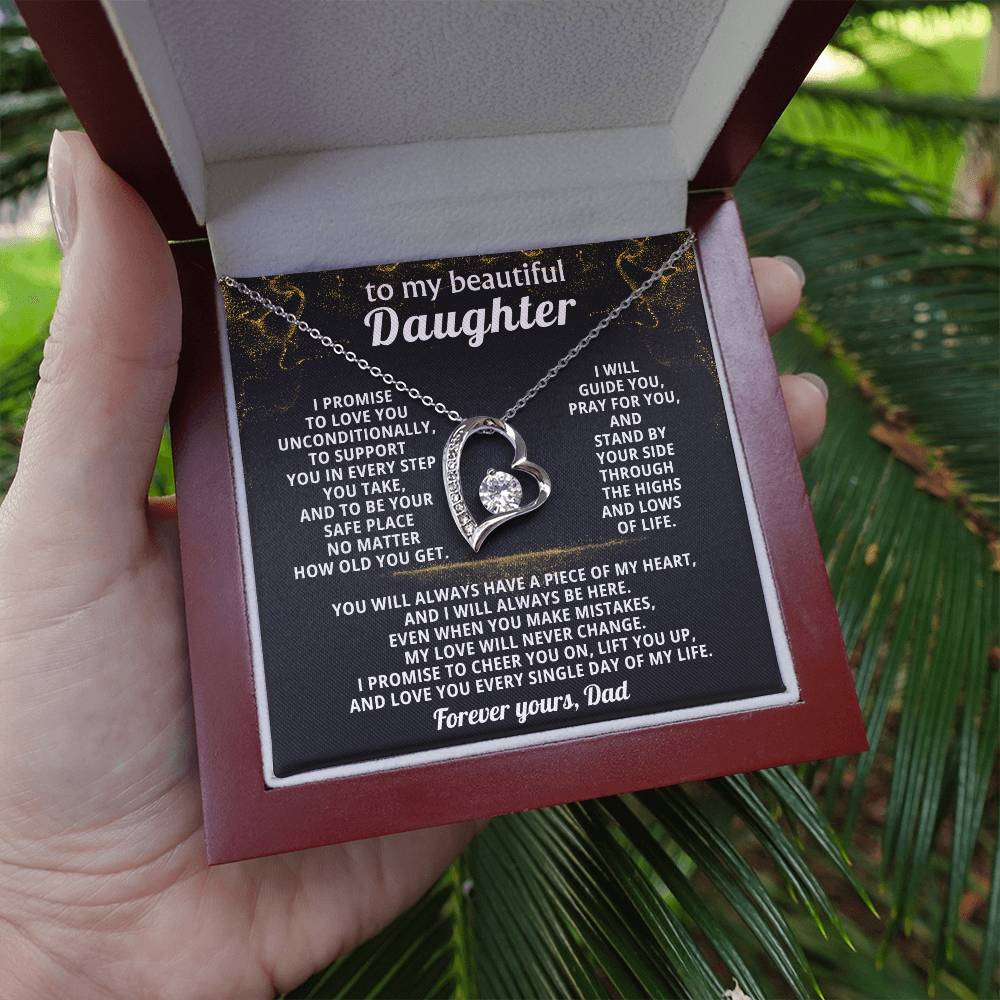 to my beautiful
Daughter
I PROMISE
TO LOVE YOU
UNCONDITIONALLY,
TO SUPPORT
YOU IN EVERY STEP
YOU TAKE,
AND TO BE YOUR
SAFE PLACE
NO MATTER
HOW OLD YOU GET.
I WILL
GUIDE YOU,
PRAY FOR YOU,
AND
STAND BY
YOUR SIDE
THROUGH
THE HIGHS
AND LOWS
OF LIFE.
YOU WILL ALWAYS HAVE A PIECE OF MY HEART,
AND I WILL ALWAYS BE HERE.
EVEN WHEN YOU MAKE MISTAKES,
MY LOVE WILL NEVER CHANGE.
I PROMISE TO CHEER YOU ON, LIFT YOU UP,
AND LOVE YOU EVERY SINGLE DAY OF MY LIFE.
Forever yours, Dad